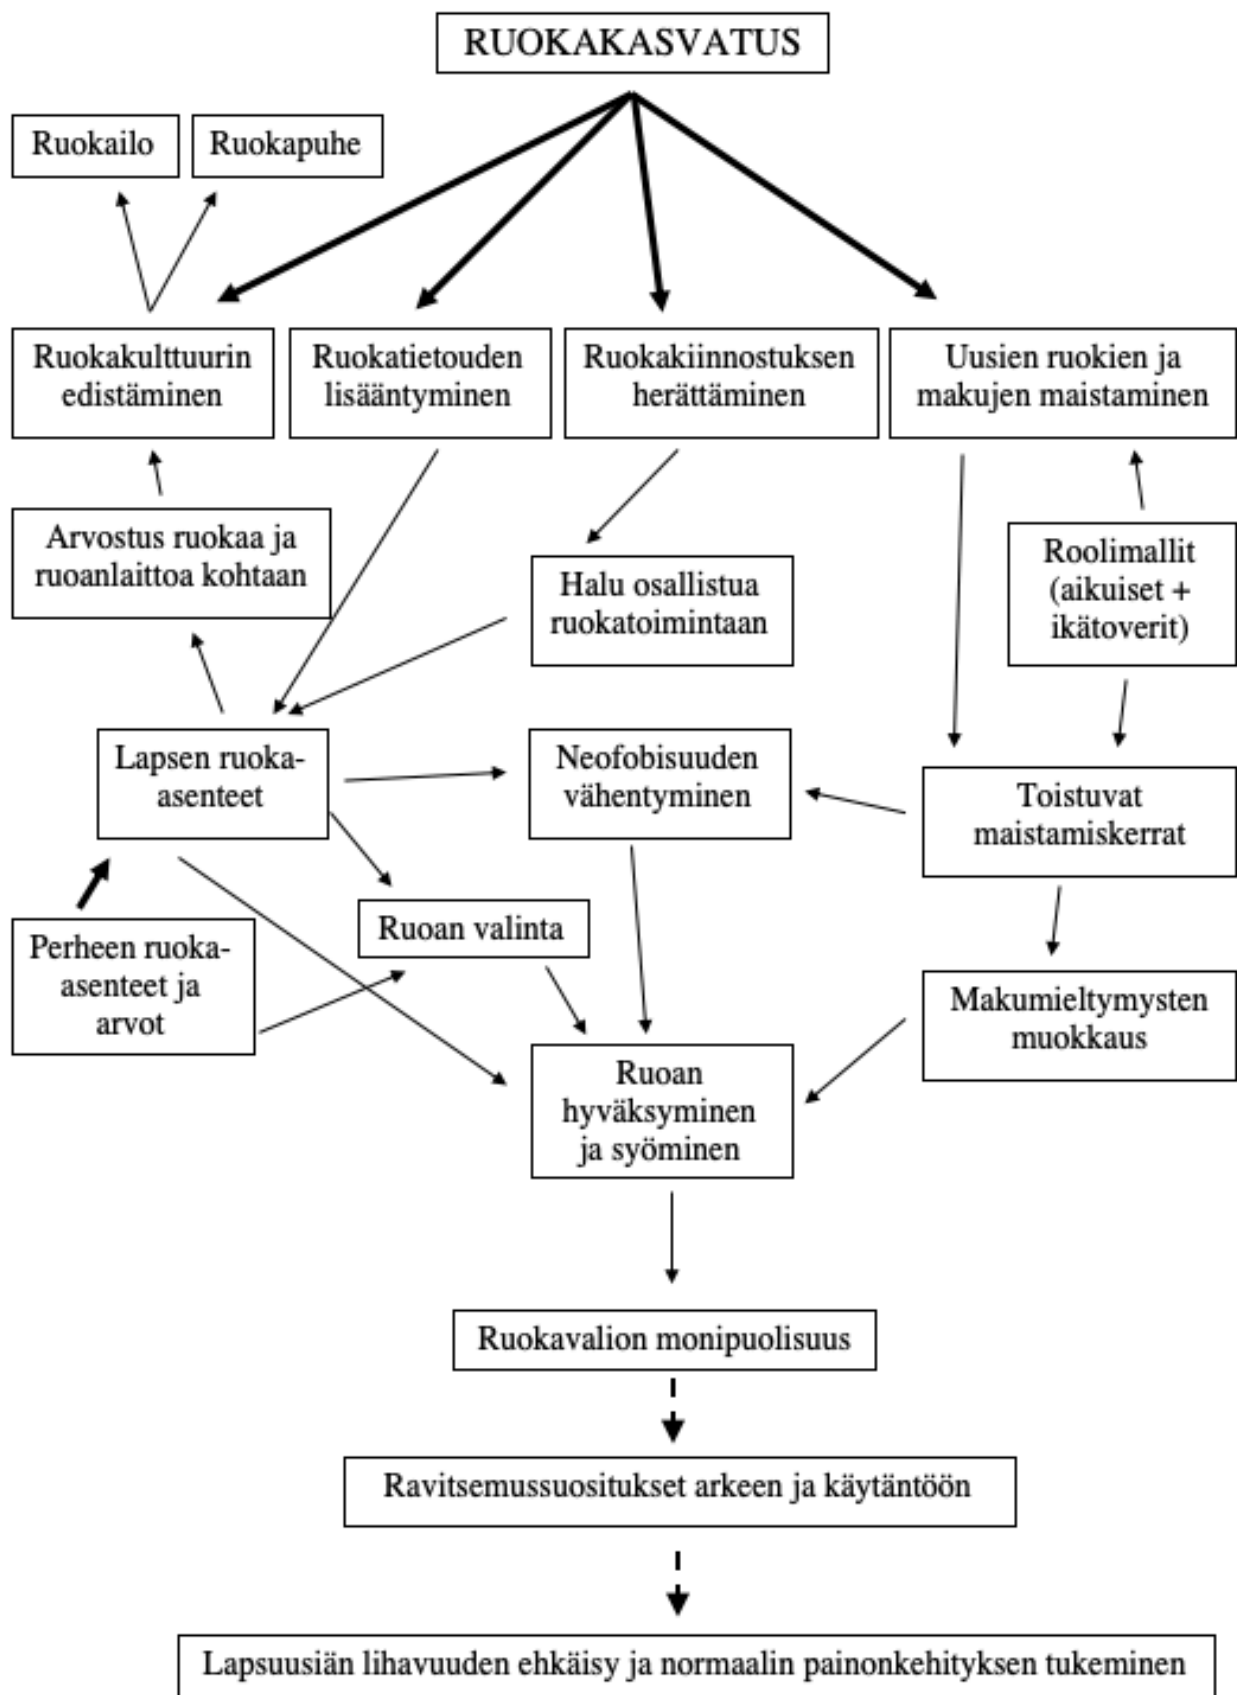 RUOKAKASVATUS
Ruokailo
Ruokapuhe
Ruokakulttuurin
edistäminen
Ruokatietouden
lisääntyminen
Ruokakiinnostuksen
herättäminen
Uusien ruokien ja
makujen maistaminen
Arvostus ruokaa ja
ruoanlaittoa kohtaan
Halu osallistua
ruokatoimintaan
Roolimallit
(aikuiset +
ikätoverit)
Lapsen ruoka-
asenteet
Neofobisuuden
vähentyminen
Toistuvat
maistamiskerrat
Perheen ruoka-
asenteet ja
arvot
Ruoan valinta
Makumieltymysten
muokkaus
Ruoan
hyväksyminen
ja syöminen
Ruokavalion monipuolisuus
Ravitsemussuositukset arkeen ja käytäntöön
Lapsuusiän lihavuuden ehkäisy ja normaalin painonkehityksen tukeminen